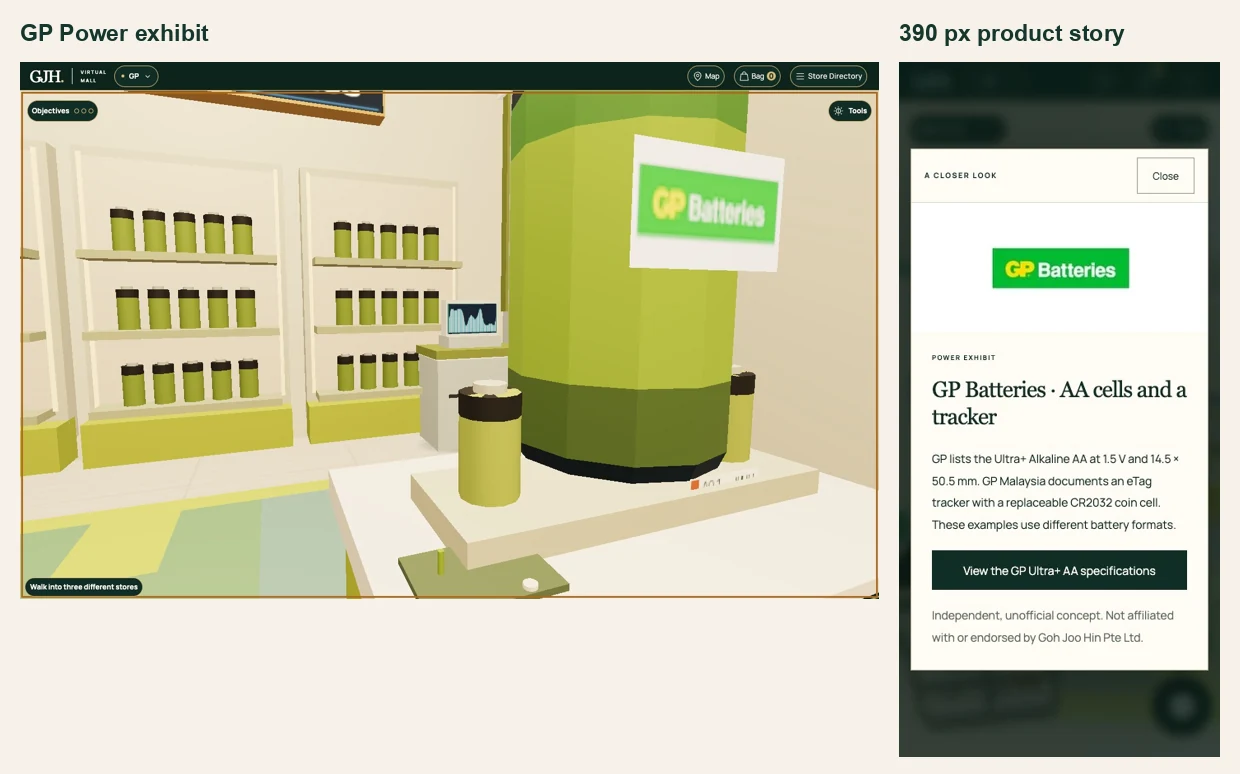 GP Power exhibit
390 px product story
GJH.
VIRTUAL
MALL
GP
Map
Bag 0
Store Directory
Objectives
Tools
GP Batteries
Walk into three different stores
A CLOSER LOOK
Close
GP Batteries
POWER EXHIBIT
GP Batteries · AA cells and a
tracker
GP lists the Ultra+ Alkaline AA at 1.5 V and 14.5 ×
50.5 mm. GP Malaysia documents an eTag
tracker with a replaceable CR2032 coin cell.
These examples use different battery formats.
View the GP Ultra+ AA specifications
Independent, unofficial concept. Not affiliated
with or endorsed by Goh Joo Hin Pte Ltd.